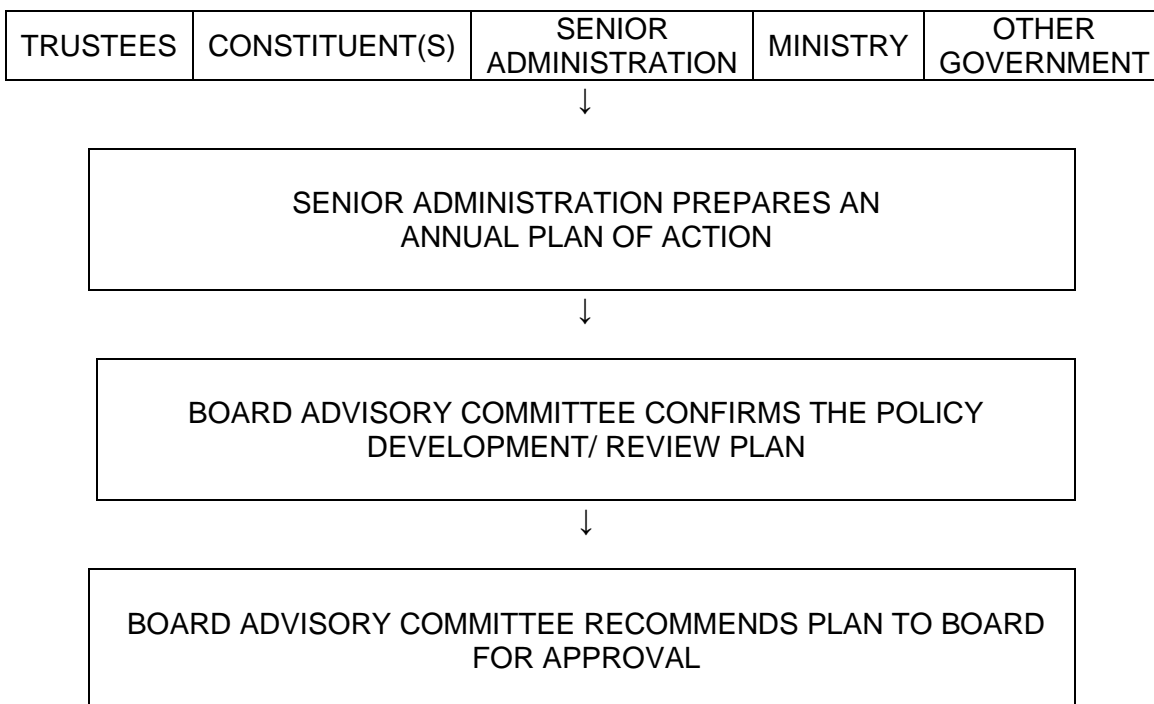 TRUSTEES CONSTITUENT(S) SENIOR ADMINISTRATION MINISTRY OTHER GOVERNMENT
↓
SENIOR ADMINISTRATION PREPARES AN
ANNUAL PLAN OF ACTION
↓
BOARD ADVISORY COMMITTEE CONFIRMS THE POLICY
DEVELOPMENT/ REVIEW PLAN
↓
BOARD ADVISORY COMMITTEE RECOMMENDS PLAN TO BOARD
FOR APPROVAL